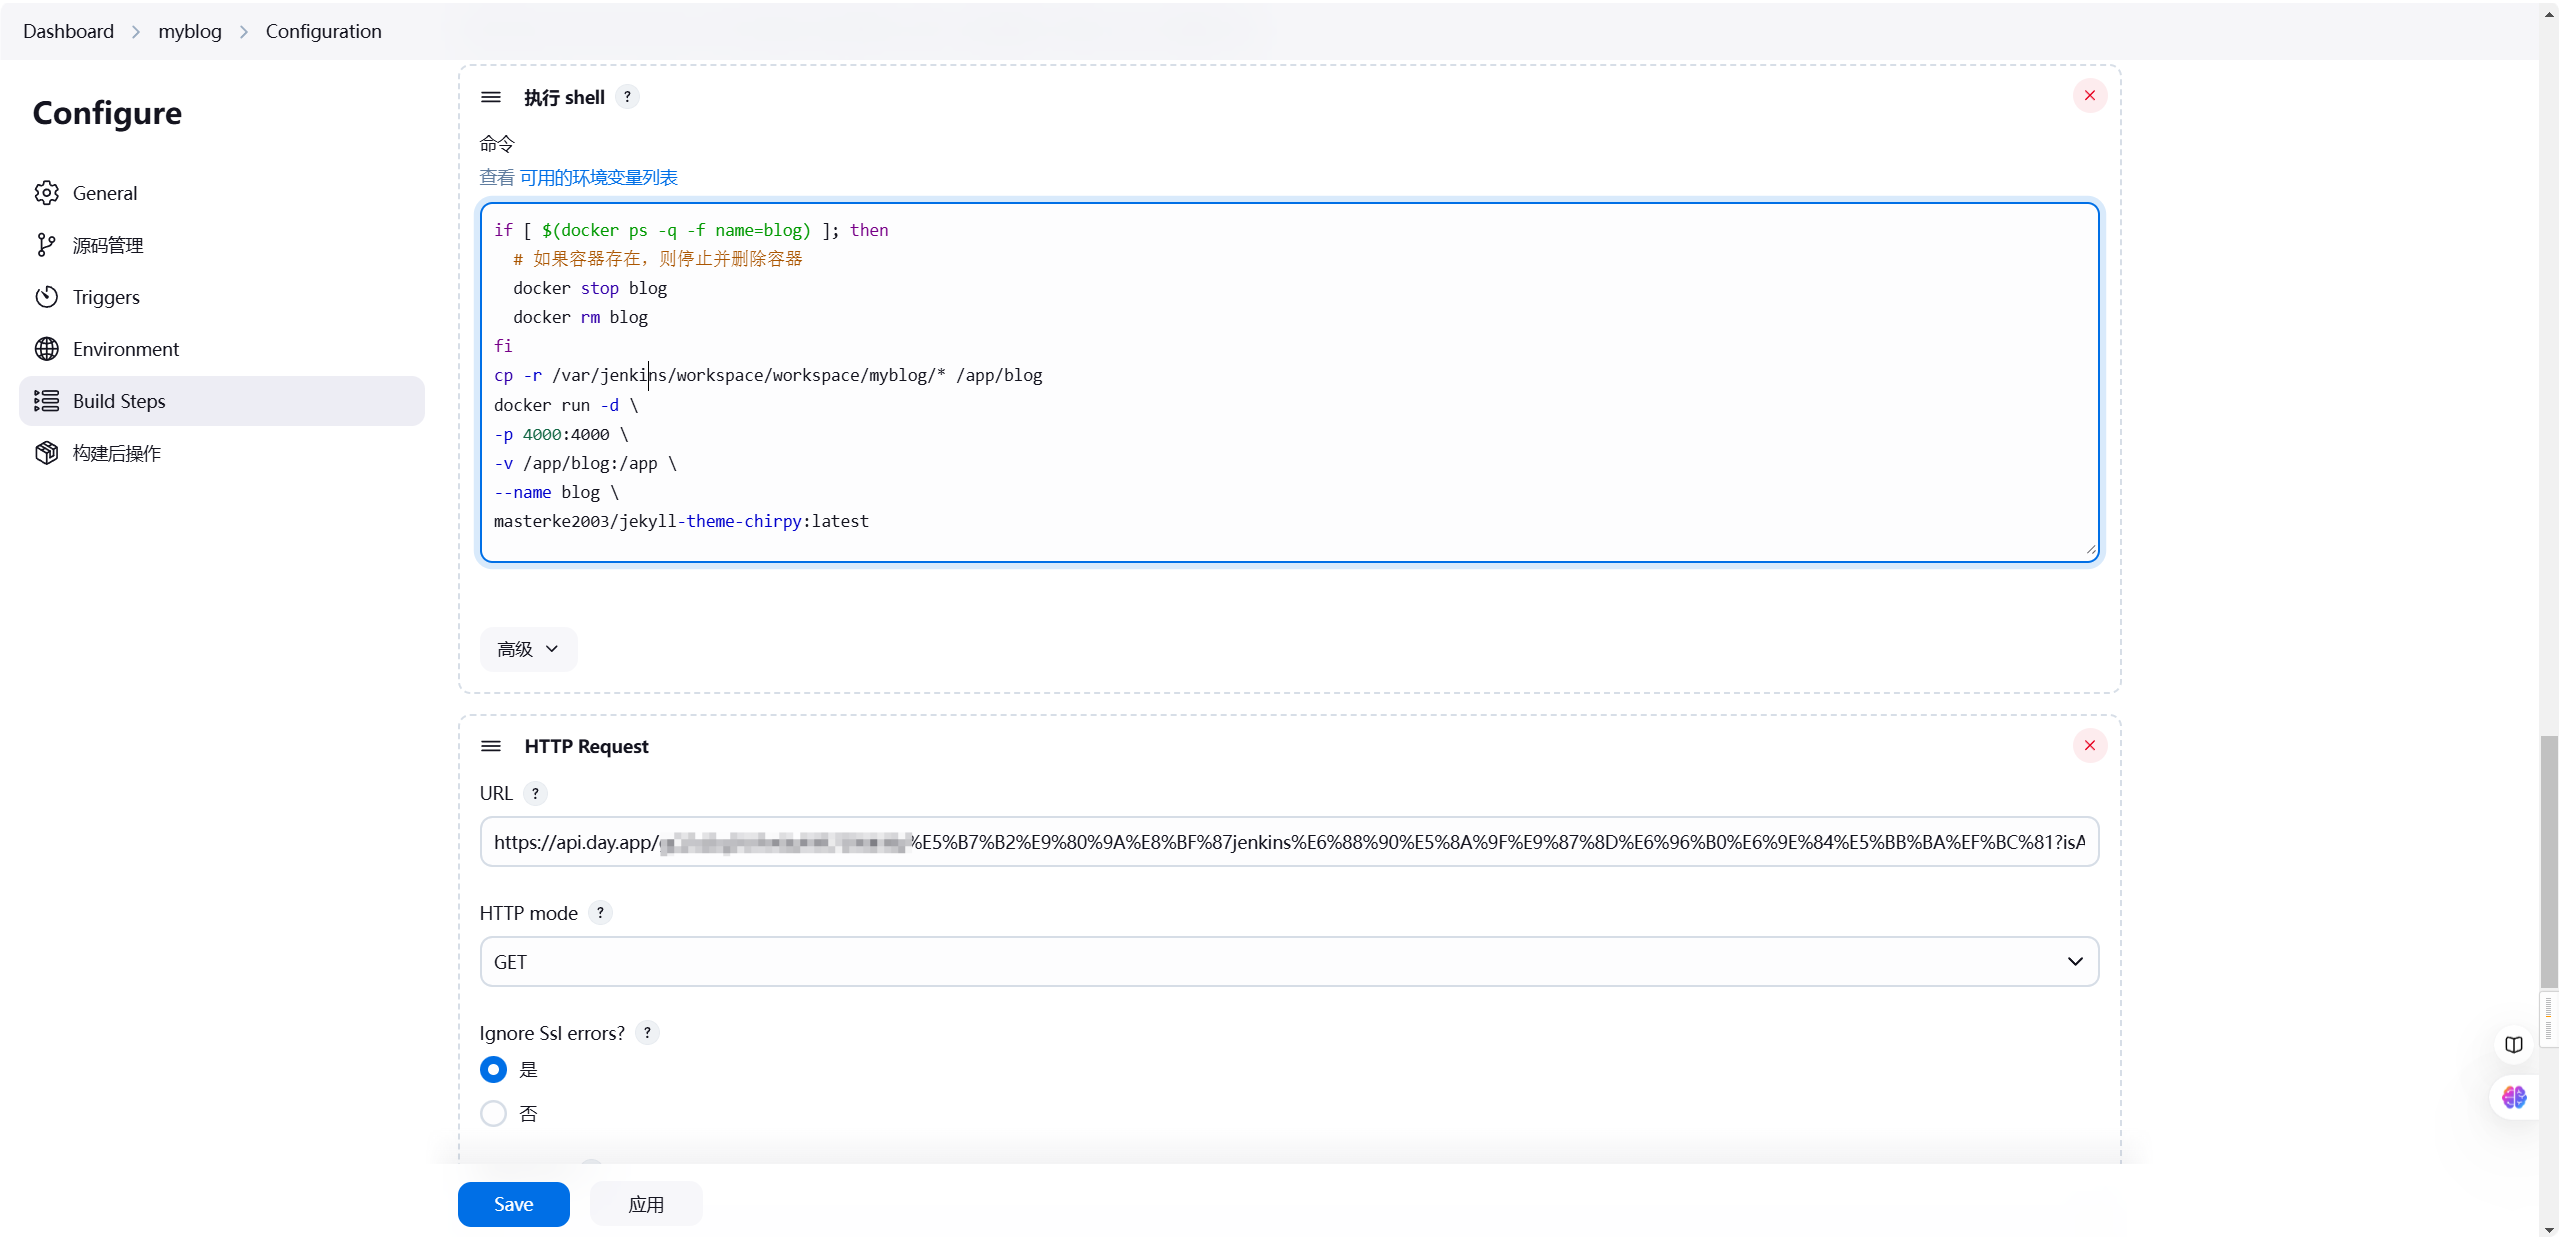 Dashboard > myblog > Configuration
Configure
General
源码管理
Triggers
Environment
Build Steps
构建后操作
执行 shell ?
命令
查看 可用的环境变量列表
if [ $(docker ps -q -f name=blog) ]; then
  # 如果容器存在，则停止并删除容器
  docker stop blog
  docker rm blog
fi
cp -r /var/jenkins/workspace/workspace/myblog/* /app/blog
docker run -d \
-p 4000:4000 \
-v /app/blog:/app \
--name blog \
masterke2003/jekyll-theme-chirpy:latest
高级
HTTP Request
URL ?
https://api.day.app/ %E5%B7%B2%E9%80%9A%E8%BF%87jenkins%E6%88%90%E5%8A%9F%E9%87%8D%E6%96%B0%E6%9E%84%E5%BB%BA%EF%BC%81?isA
HTTP mode ?
GET
Ignore Ssl errors? ?
是
否
Save
应用